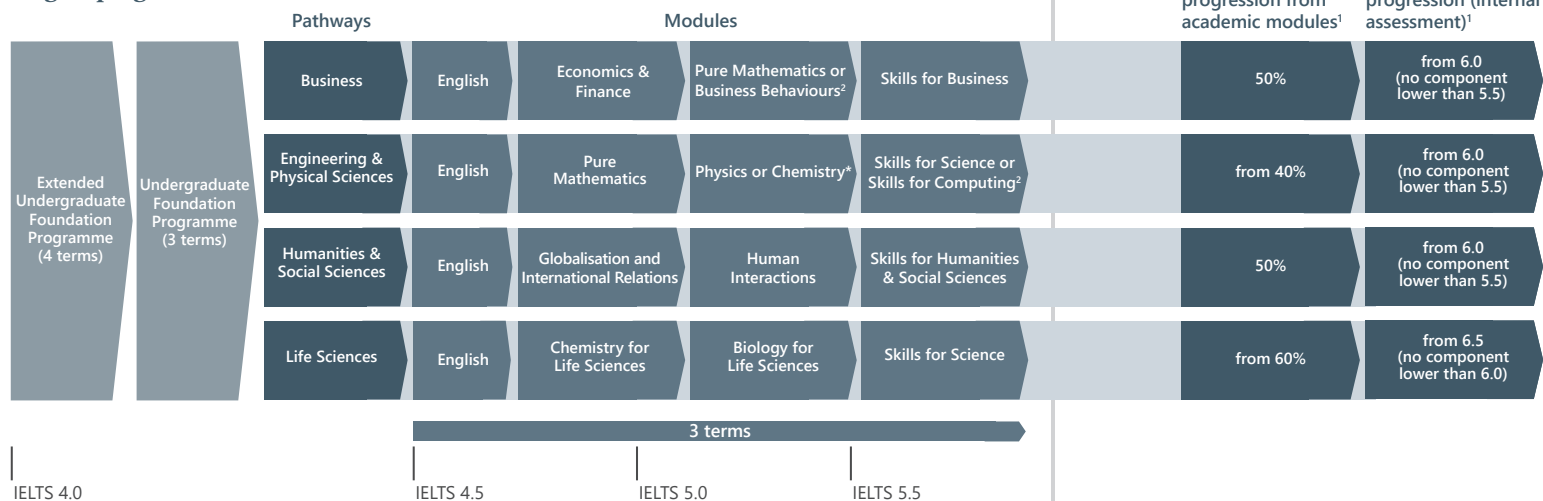 Pathways
Modules
progression from
academic modules¹
progression (internal
assessment)¹
Extended
Undergraduate
Foundation
Programme
(4 terms)
Undergraduate
Foundation
Programme
(3 terms)
Business
English
Economics &
Finance
Pure Mathematics or
Business Behaviours²
Skills for Business
50%
from 6.0
(no component
lower than 5.5)
Engineering &
Physical Sciences
English
Pure
Mathematics
Physics or Chemistry*
Skills for Science or
Skills for Computing²
from 40%
from 6.0
(no component
lower than 5.5)
Humanities &
Social Sciences
English
Globalisation and
International Relations
Human
Interactions
Skills for Humanities
& Social Sciences
50%
from 6.0
(no component
lower than 5.5)
Life Sciences
English
Chemistry for
Life Sciences
Biology for
Life Sciences
Skills for Science
from 60%
from 6.5
(no component
lower than 6.0)
3 terms
IELTS 4.0
IELTS 4.5
IELTS 5.0
IELTS 5.5